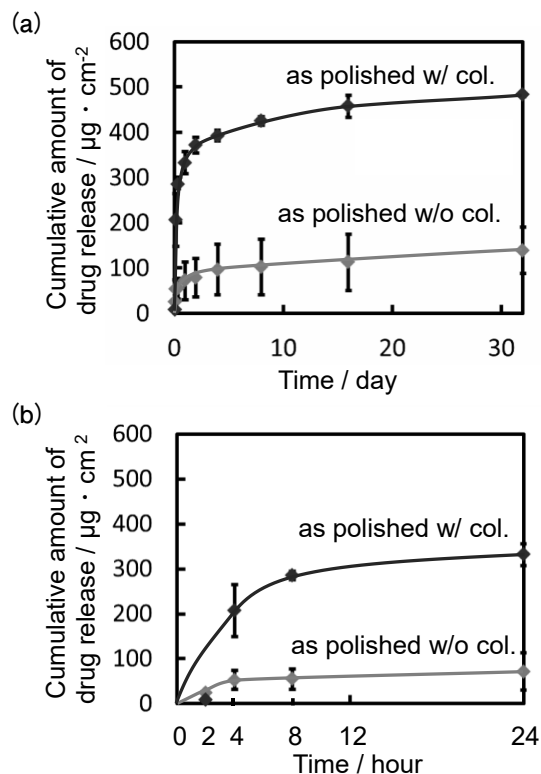 (a)
600
500
400
300
200
100
0
Cumulative amount of
drug release / μg・cm⁻²
as polished w/ col.
as polished w/o col.
0 10 20 30
Time / day
(b)
600
500
400
300
200
100
0
Cumulative amount of
drug release / μg・cm²
as polished w/ col.
as polished w/o col.
0 2 4 8 12 24
Time / hour